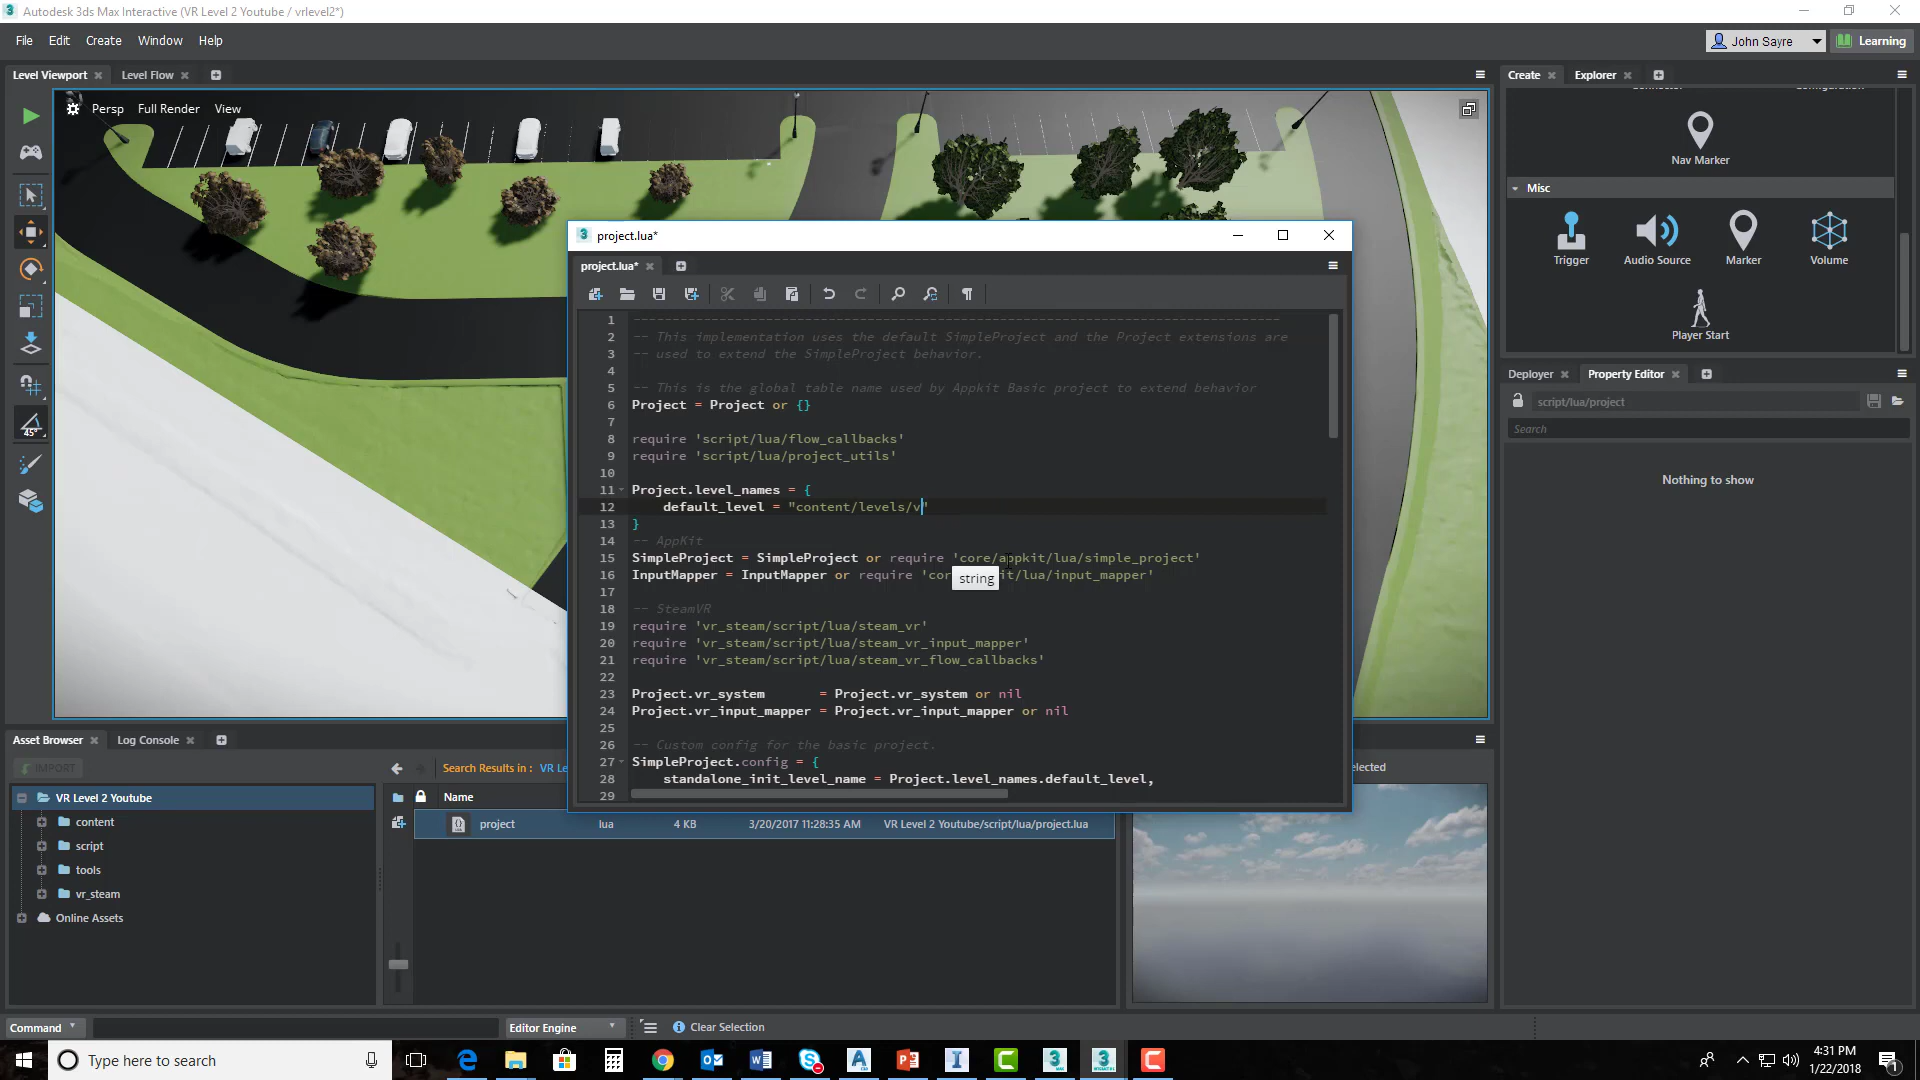 Autodesk 3ds Max Interactive (VR Level 2 Youtube / vrlevel2*)
File Edit Create Window Help
John Sayre Learning
Level Viewport Level Flow
Create Explorer
Persp Full Render View
Nav Marker
Misc
Trigger Audio Source Marker Volume
Player Start
Deployer Property Editor
script/lua/project
Search
Nothing to show
45°
project.lua*
project.lua*
1 --------------------------------------------------------------------------------
2 -- This implementation uses the default SimpleProject and the Project extensions are
3 -- used to extend the SimpleProject behavior.
4
5 -- This is the global table name used by Appkit Basic project to extend behavior
6 Project = Project or {}
7
8 require 'script/lua/flow_callbacks'
9 require 'script/lua/project_utils'
10
11 Project.level_names = {
12 default_level = "content/levels/v"
13 }
14 -- AppKit
15 SimpleProject = SimpleProject or require 'core/appkit/lua/simple_project'
16 InputMapper = InputMapper or require 'cor it/lua/input_mapper'
string
17
18 -- SteamVR
19 require 'vr_steam/script/lua/steam_vr'
20 require 'vr_steam/script/lua/steam_vr_input_mapper'
21 require 'vr_steam/script/lua/steam_vr_flow_callbacks'
22
23 Project.vr_system = Project.vr_system or nil
24 Project.vr_input_mapper = Project.vr_input_mapper or nil
25
26 -- Custom config for the basic project.
27 SimpleProject.config = {
28 standalone_init_level_name = Project.level_names.default_level,
29
Asset Browser Log Console
IMPORT
Search Results in : VR Le
elected
VR Level 2 Youtube
content
script
tools
vr_steam
Online Assets
Name
project lua 4 KB 3/20/2017 11:28:35 AM VR Level 2 Youtube/script/lua/project.lua
Command Editor Engine Clear Selection
Type here to search
4:31 PM
1/22/2018
1